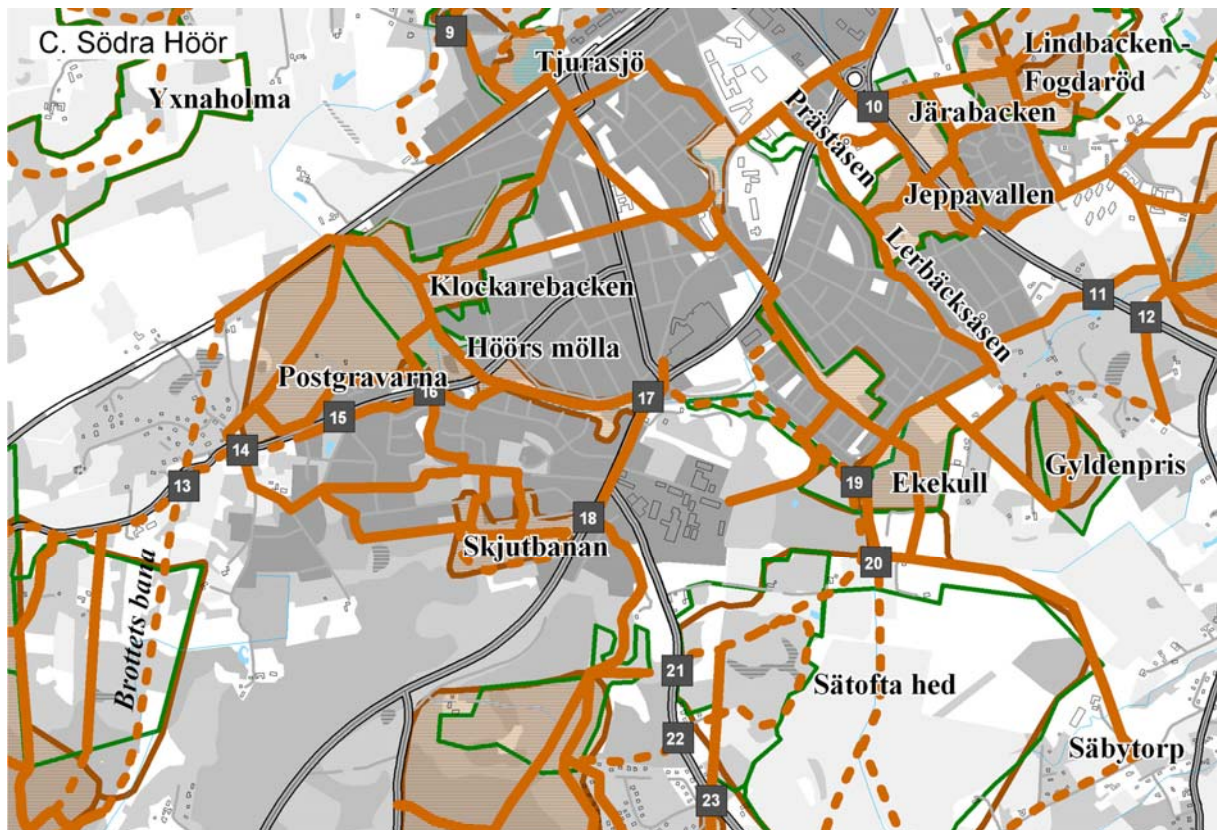 C. Södra Höör
9
Tjurasjö
Lindbacken -
Fogdaröd
Yxnaholma
Präståsen
10
Järabacken
Jeppavallen
Lerbäcksåsen
Klockarebacken
11
12
Höörs mölla
Postgravarna
16
17
15
14
13
Gyldenpris
19
Ekekull
18
Skjutbanan
20
Brottets bana
21
Sätofta hed
22
Säbytorp
23